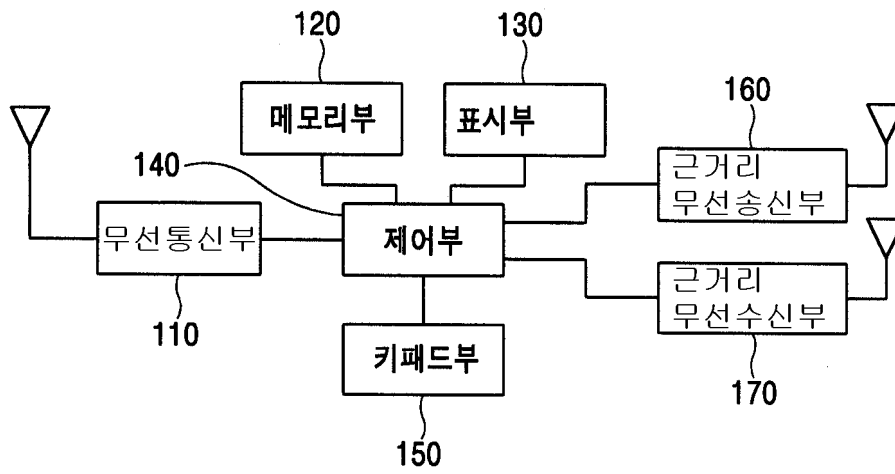 120
130
160
메모리부
표시부
140
근거리
무선송신부
무선통신부
제어부
근거리
무선수신부
110
키패드부
170
150